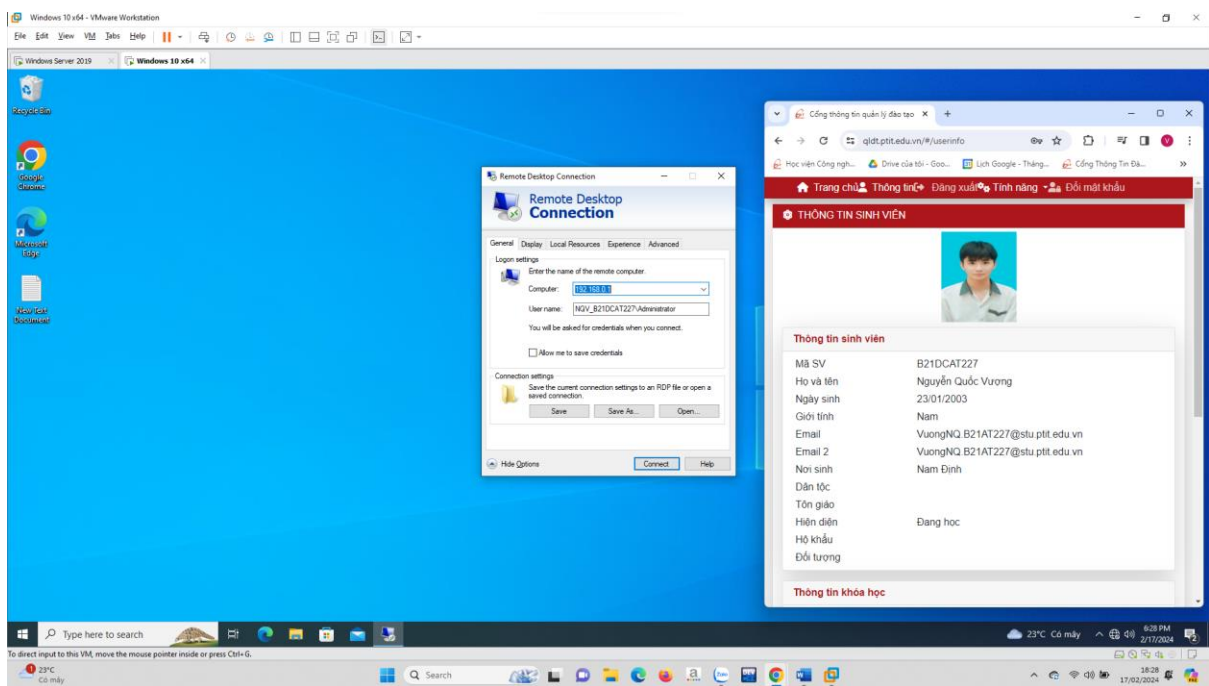 Windows 10 x64 - VMware Workstation
File Edit View VM Tabs Help
Windows Server 2019
Windows 10 x64
Recycle Bin
Google Chrome
Microsoft Edge
New Text Document
Remote Desktop Connection
Remote Desktop
Connection
General Display Local Resources Experience Advanced
Logon settings
Enter the name of the remote computer.
Computer: 192.168.0.1
User name: NQV_B21DCAT227\Administrator
You will be asked for credentials when you connect.
Allow me to save credentials
Connection settings
Save the current connection settings to an RDP file or open a
saved connection.
Save Save As... Open...
Hide Options Connect Help
Cổng thông tin quản lý đào tạo
qldt.ptit.edu.vn/#/userinfo
Học viện Công ngh... Drive của tôi - Goo... Lịch Google - Tháng... Cổng Thông Tin Đà...
Trang chủ Thông tin Đăng xuất Tính năng Đổi mật khẩu
THÔNG TIN SINH VIÊN
Thông tin sinh viên
Mã SV B21DCAT227
Họ và tên Nguyễn Quốc Vượng
Ngày sinh 23/01/2003
Giới tính Nam
Email VuongNQ.B21AT227@stu.ptit.edu.vn
Email 2 VuongNQ.B21AT227@stu.ptit.edu.vn
Nơi sinh Nam Định
Dân tộc
Tôn giáo
Hiện diện Đang học
Hộ khẩu
Đối tượng
Thông tin khóa học
Type here to search
23°C Có mây
6:28 PM
2/17/2024
To direct input to this VM, move the mouse pointer inside or press Ctrl+G.
23°C
Có mây
Search
18:28
17/02/2024